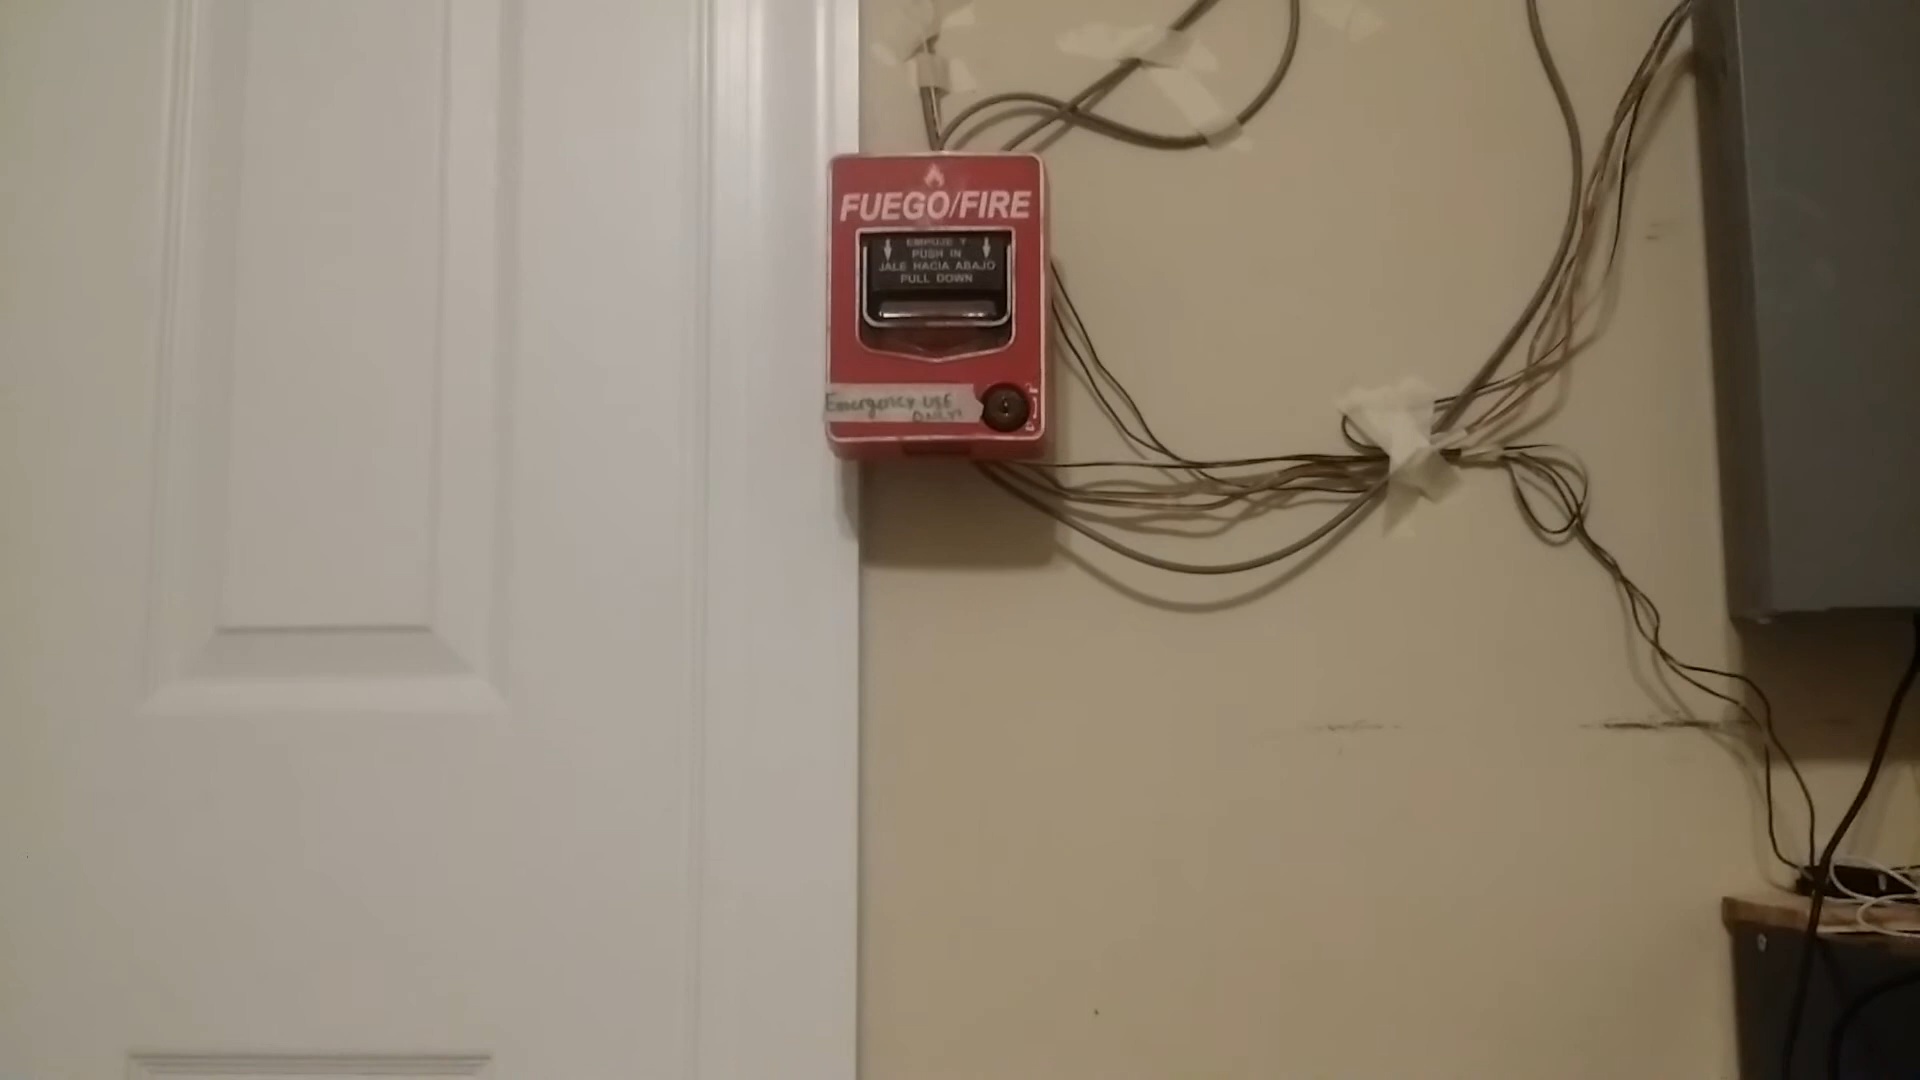 FUEGO/FIRE
EMPUJE Y
PUSH IN
JALE HACIA ABAJO
PULL DOWN
Emergency USE
ONLY!